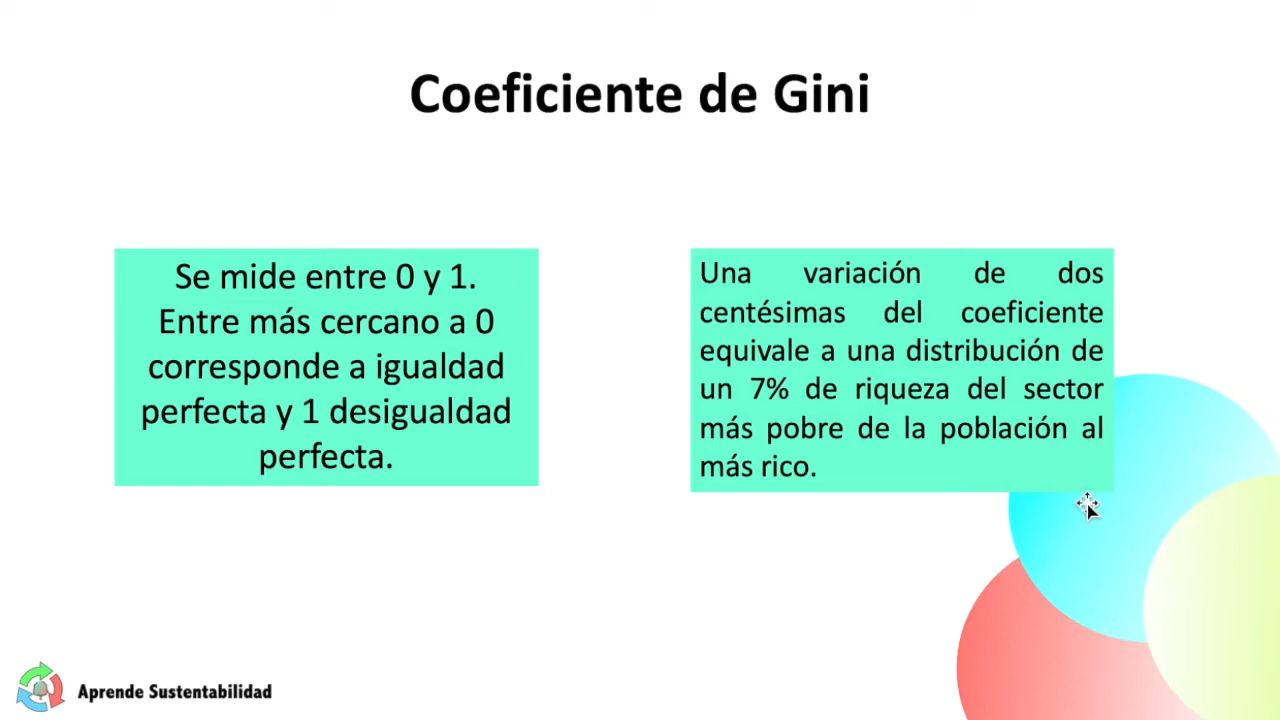 Coeficiente de Gini
Se mide entre 0 y 1.
Entre más cercano a 0
corresponde a igualdad
perfecta y 1 desigualdad
perfecta.
Una variación de dos
centésimas del coeficiente
equivale a una distribución de
un 7% de riqueza del sector
más pobre de la población al
más rico.
Aprende Sustentabilidad